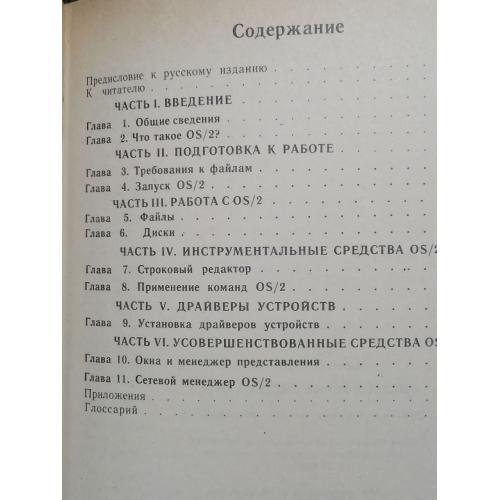 Содержание
Предисловие к русскому изданию
К читателю
ЧАСТЬ I. ВВЕДЕНИЕ
Глава 1. Общие сведения
Глава 2. Что такое OS/2?
ЧАСТЬ II. ПОДГОТОВКА К РАБОТЕ
Глава 3. Требования к файлам
Глава 4. Запуск OS/2
ЧАСТЬ III. РАБОТА С OS/2
Глава 5. Файлы
Глава 6. Диски
ЧАСТЬ IV. ИНСТРУМЕНТАЛЬНЫЕ СРЕДСТВА OS/2
Глава 7. Строковый редактор
Глава 8. Применение команд OS/2
ЧАСТЬ V. ДРАЙВЕРЫ УСТРОЙСТВ
Глава 9. Установка драйверов устройств
ЧАСТЬ VI. УСОВЕРШЕНСТВОВАННЫЕ СРЕДСТВА OS
Глава 10. Окна и менеджер представления
Глава 11. Сетевой менеджер OS/2
Приложения
Глоссарий